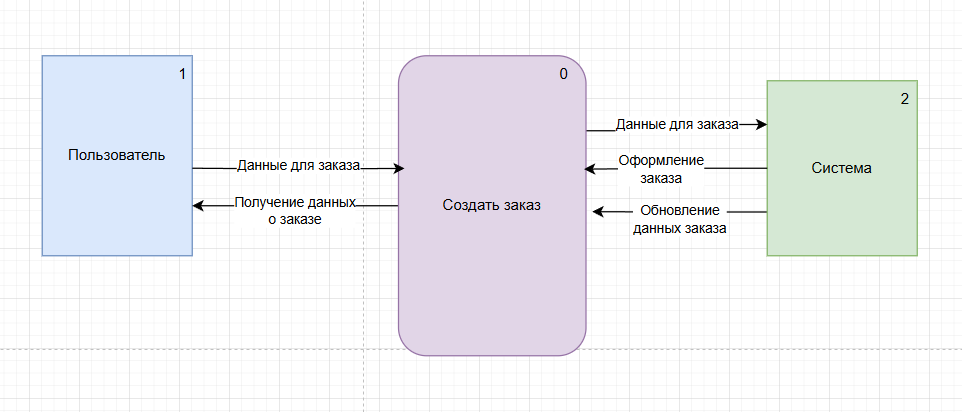 1
Пользователь
Данные для заказа
Получение данных
о заказе
0
Создать заказ
Данные для заказа
Оформление
заказа
Обновление
данных заказа
2
Система